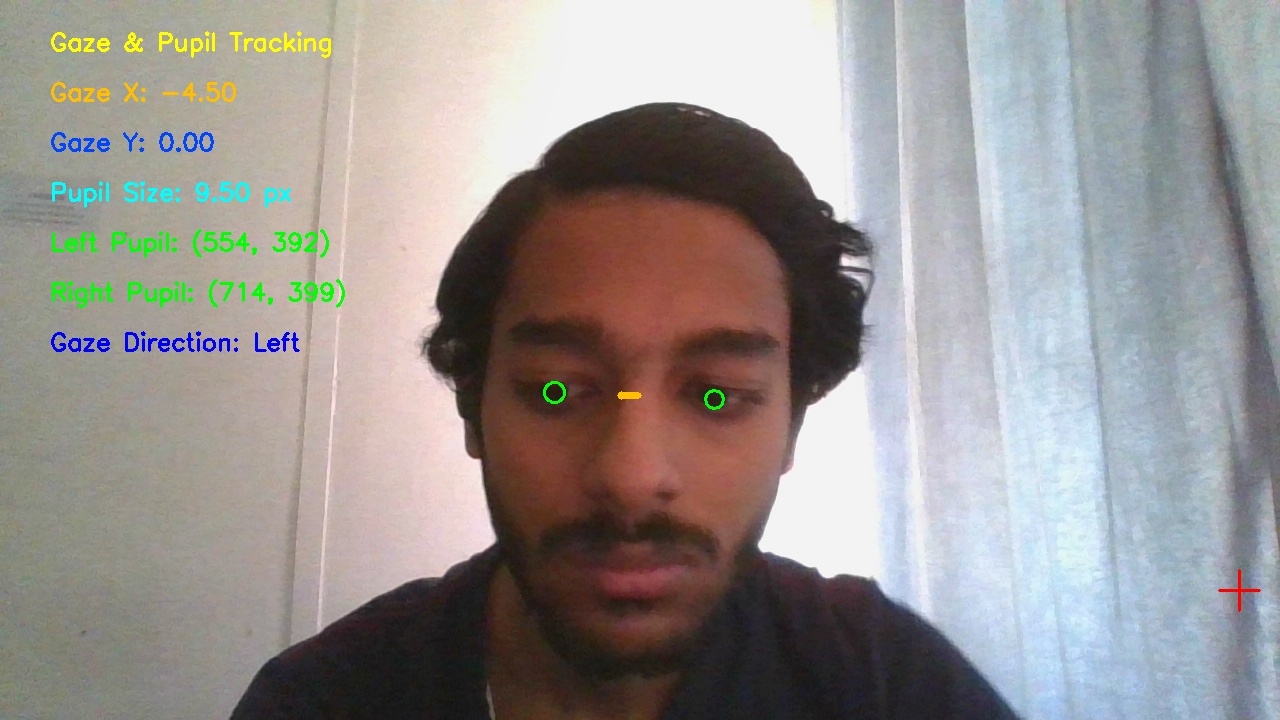 Gaze & Pupil Tracking
Gaze X: -4.50
Gaze Y: 0.00
Pupil Size: 9.50 px
Left Pupil: (554, 392)
Right Pupil: (714, 399)
Gaze Direction: Left